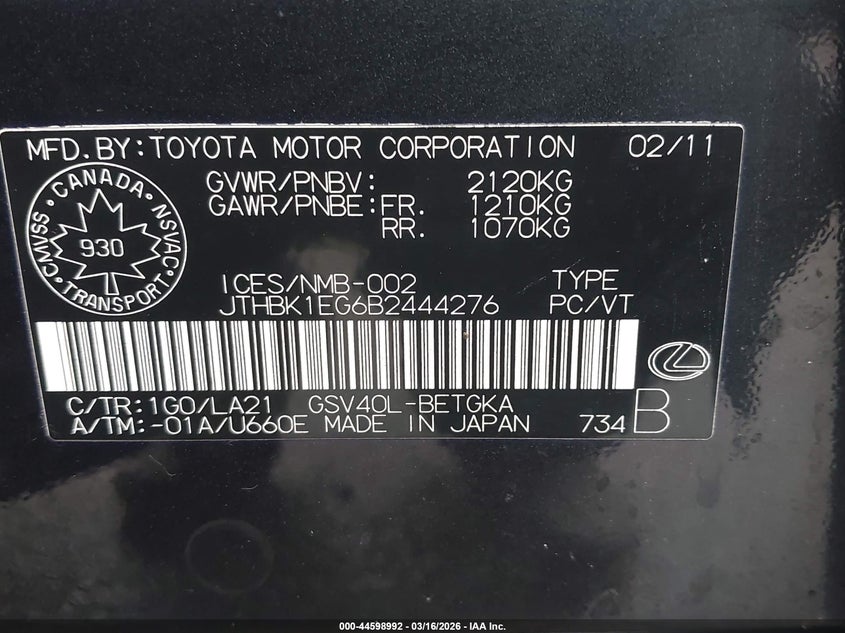 MFD.BY:TOYOTA MOTOR CORPORATION 02/11
GVWR/PNBV: 2120KG
GAWR/PNBE:FR. 1210KG
RR. 1070KG
CANADA
CMVSS NSVAC
930
TRANSPORT
ICES/NMB-002 TYPE
JTHBK1EG6B2444276 PC/VT
C/TR:1G0/LA21 GSV40L-BETGKA
A/TM:-01A/U660E MADE IN JAPAN 734 B
000-44598992 - 03/16/2026 - IAA Inc.